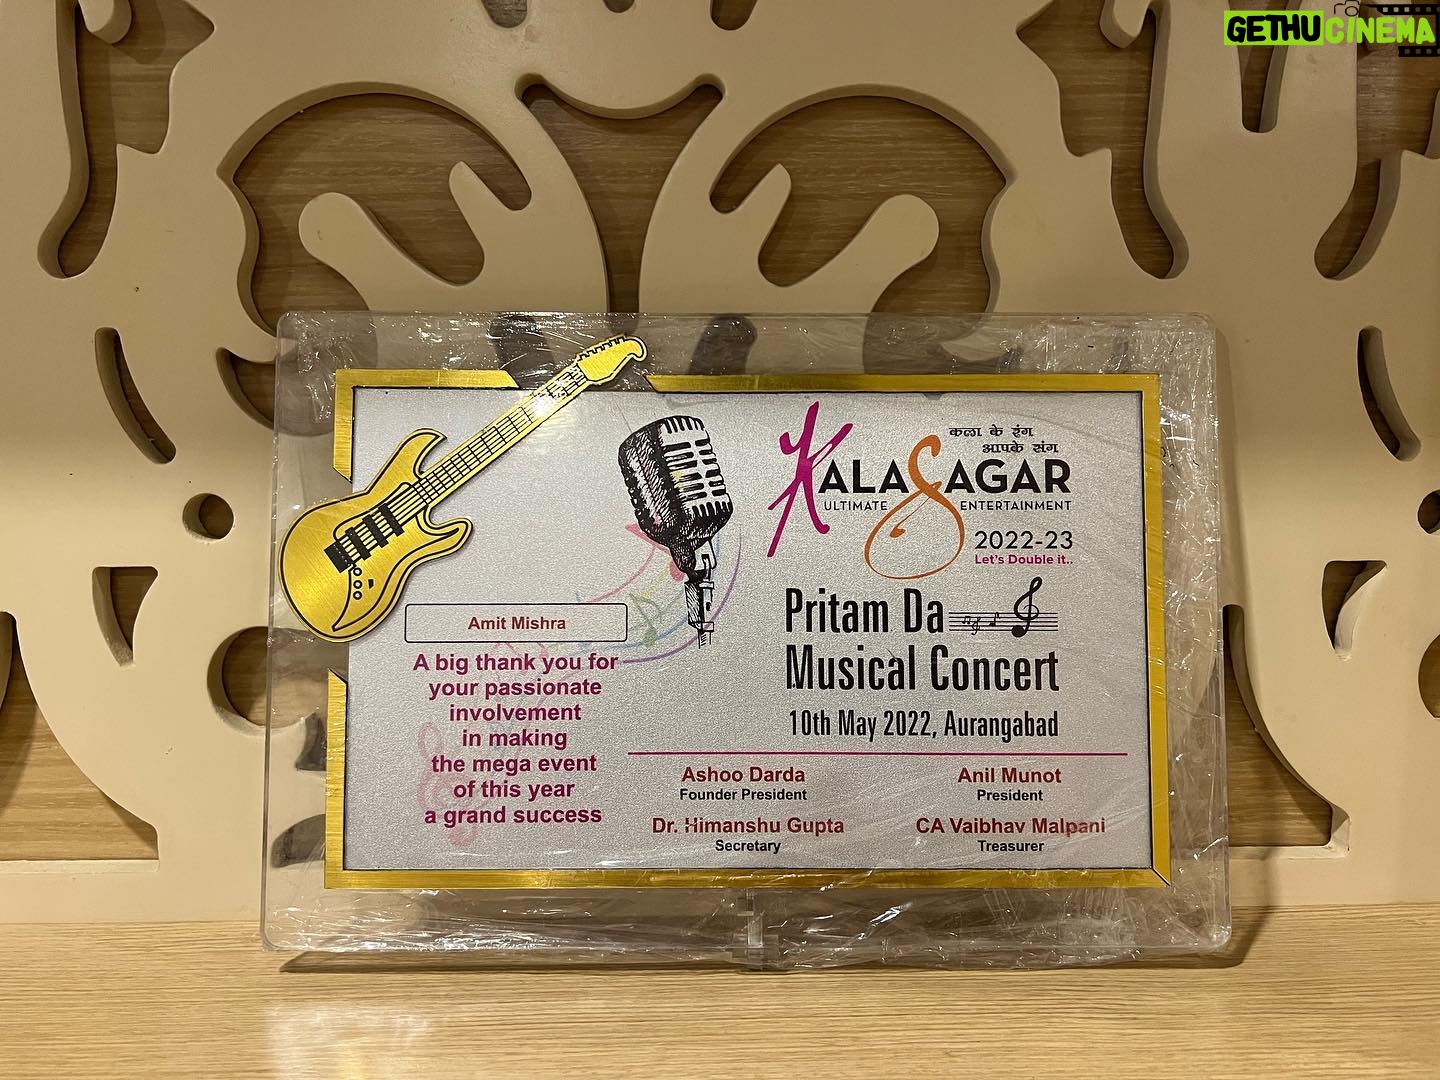 GETHU CINEMA
कला के रंग
आपके संग
KALASAGAR
ULTIMATE ENTERTAINMENT
2022-23
Let's Double it..
Pritam Da
Musical Concert
10th May 2022, Aurangabad
Amit Mishra
A big thank you for
your passionate
involvement
in making
the mega event
of this year
a grand success
Ashoo Darda
Founder President
Anil Munot
President
Dr. Himanshu Gupta
Secretary
CA Vaibhav Malpani
Treasurer